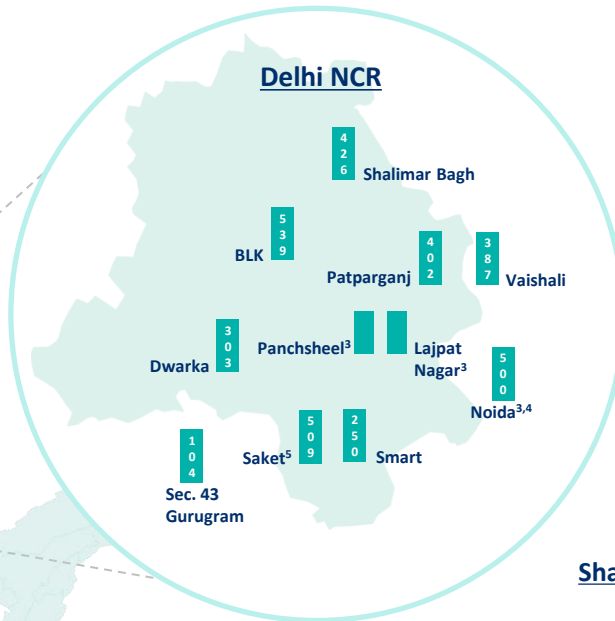 Delhi NCR
426
Shalimar Bagh
539
BLK
402
Patparganj
387
Vaishali
303
Dwarka
Panchsheel³
Lajpat
Nagar³
500
Noida³,⁴
509
Saket⁵
250
Smart
104
Sec. 43
Gurugram
Sha